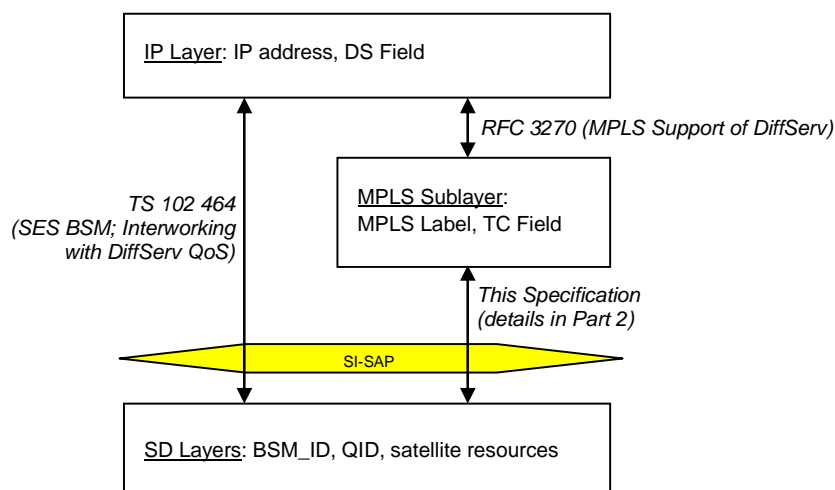 IP Layer: IP address, DS Field
RFC 3270 (MPLS Support of DiffServ)
MPLS Sublayer:
MPLS Label, TC Field
TS 102 464
(SES BSM; Interworking
with DiffServ QoS)
This Specification
(details in Part 2)
SI-SAP
SD Layers: BSM_ID, QID, satellite resources